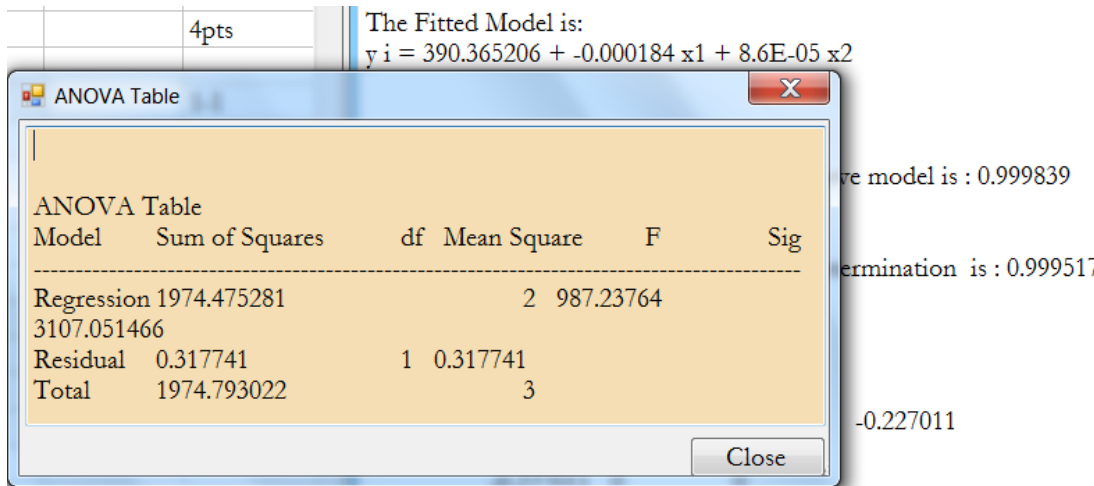 4pts
The Fitted Model is:
y i = 390.365206 + -0.000184 x1 + 8.6E-05 x2
ANOVA Table
X
ve model is : 0.999839
ANOVA Table
Model Sum of Squares df Mean Square F Sig
ermination is : 0.999517
Regression 1974.475281 2 987.23764
3107.051466
Residual 0.317741 1 0.317741
Total 1974.793022 3
-0.227011
Close